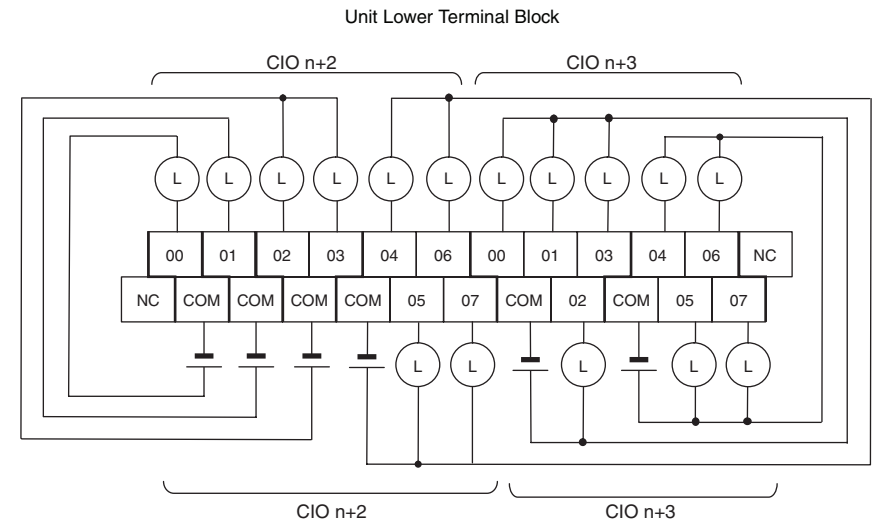 Unit Lower Terminal Block
CIO n+2 CIO n+3
L L L L L L L L L L L
00 01 02 03 04 06 00 01 03 04 06 NC
NC COM COM COM COM 05 07 COM 02 COM 05 07
L L L L L
CIO n+2 CIO n+3